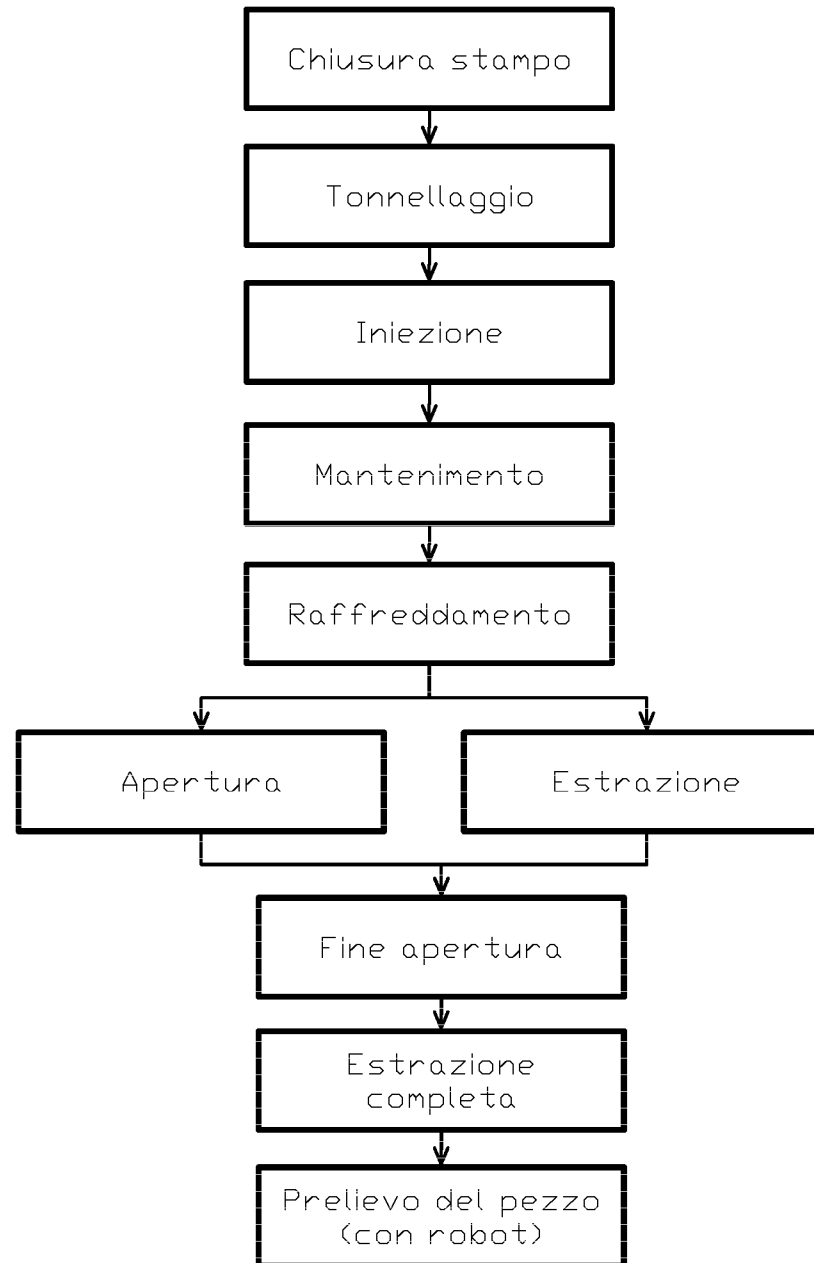 Chiusura stampo
Tonnellaggio
Iniezione
Mantenimento
Raffreddamento
Apertura
Estrazione
Fine apertura
Estrazione
completa
Prelievo del pezzo
(con robot)